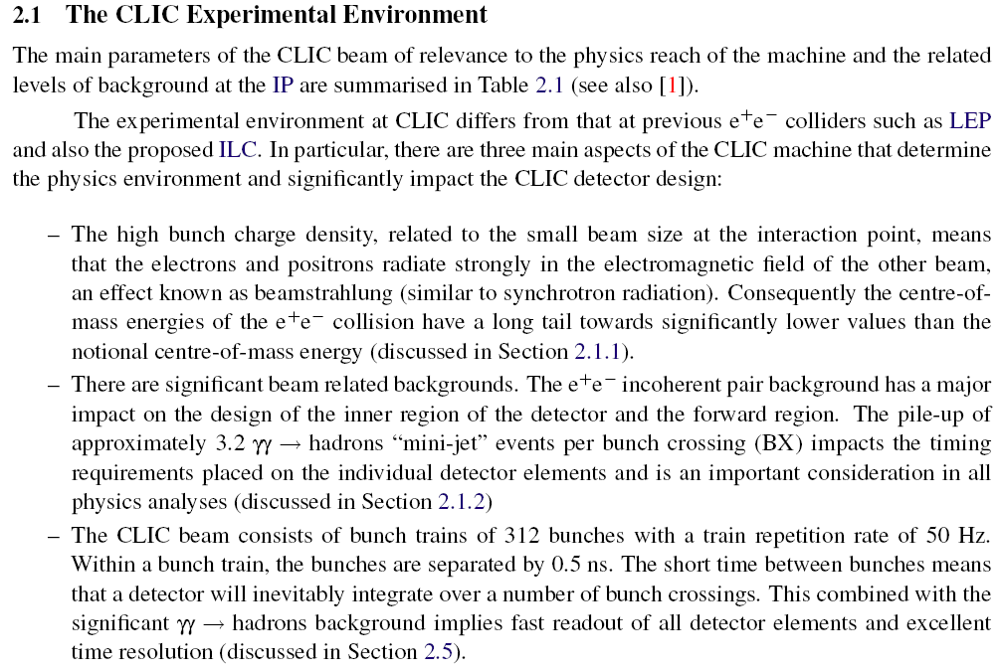 2.1 The CLIC Experimental Environment
The main parameters of the CLIC beam of relevance to the physics reach of the machine and the related
levels of background at the IP are summarised in Table 2.1 (see also [1]).
The experimental environment at CLIC differs from that at previous e⁺e⁻ colliders such as LEP
and also the proposed ILC. In particular, there are three main aspects of the CLIC machine that determine
the physics environment and significantly impact the CLIC detector design:
– The high bunch charge density, related to the small beam size at the interaction point, means
that the electrons and positrons radiate strongly in the electromagnetic field of the other beam,
an effect known as beamstrahlung (similar to synchrotron radiation). Consequently the centre-of-
mass energies of the e⁺e⁻ collision have a long tail towards significantly lower values than the
notional centre-of-mass energy (discussed in Section 2.1.1).
– There are significant beam related backgrounds. The e⁺e⁻ incoherent pair background has a major
impact on the design of the inner region of the detector and the forward region. The pile-up of
approximately 3.2 γγ → hadrons “mini-jet” events per bunch crossing (BX) impacts the timing
requirements placed on the individual detector elements and is an important consideration in all
physics analyses (discussed in Section 2.1.2)
– The CLIC beam consists of bunch trains of 312 bunches with a train repetition rate of 50 Hz.
Within a bunch train, the bunches are separated by 0.5 ns. The short time between bunches means
that a detector will inevitably integrate over a number of bunch crossings. This combined with the
significant γγ → hadrons background implies fast readout of all detector elements and excellent
time resolution (discussed in Section 2.5).